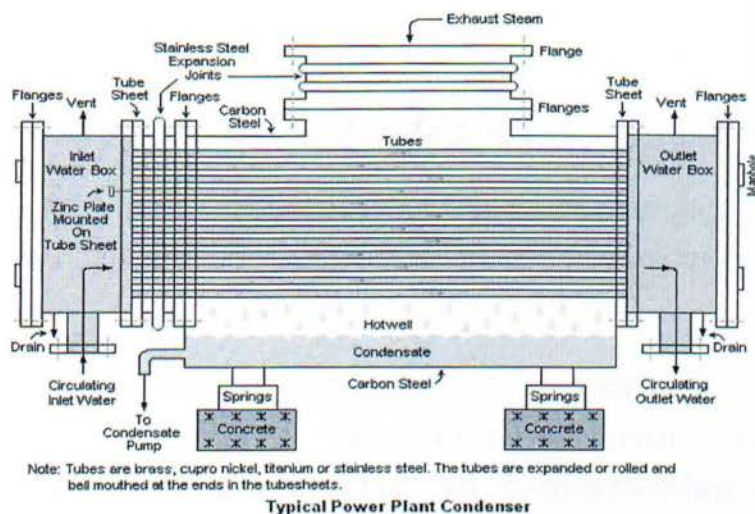 Exhaust Steam
Stainless Steel
Expansion
Joints
Flange
Tube
Sheet
Flanges
Vent
Flanges
Carbon
Steel
Flanges
Tube
Sheet
Vent
Flanges
Tubes
Inlet
Water Box
Outlet
Water Box
Manhole
Zinc Plate
Mounted
On
Tube Sheet
Hotwell
Drain
Condensate
Drain
Circulating
Inlet Water
Carbon Steel
Circulating
Outlet Water
Springs
Springs
To
Condensate
Pump
Concrete
Concrete
Note: Tubes are brass, cupro nickel, titanium or stainless steel. The tubes are expanded or rolled and
bell mouthed at the ends in the tubesheets.
Typical Power Plant Condenser